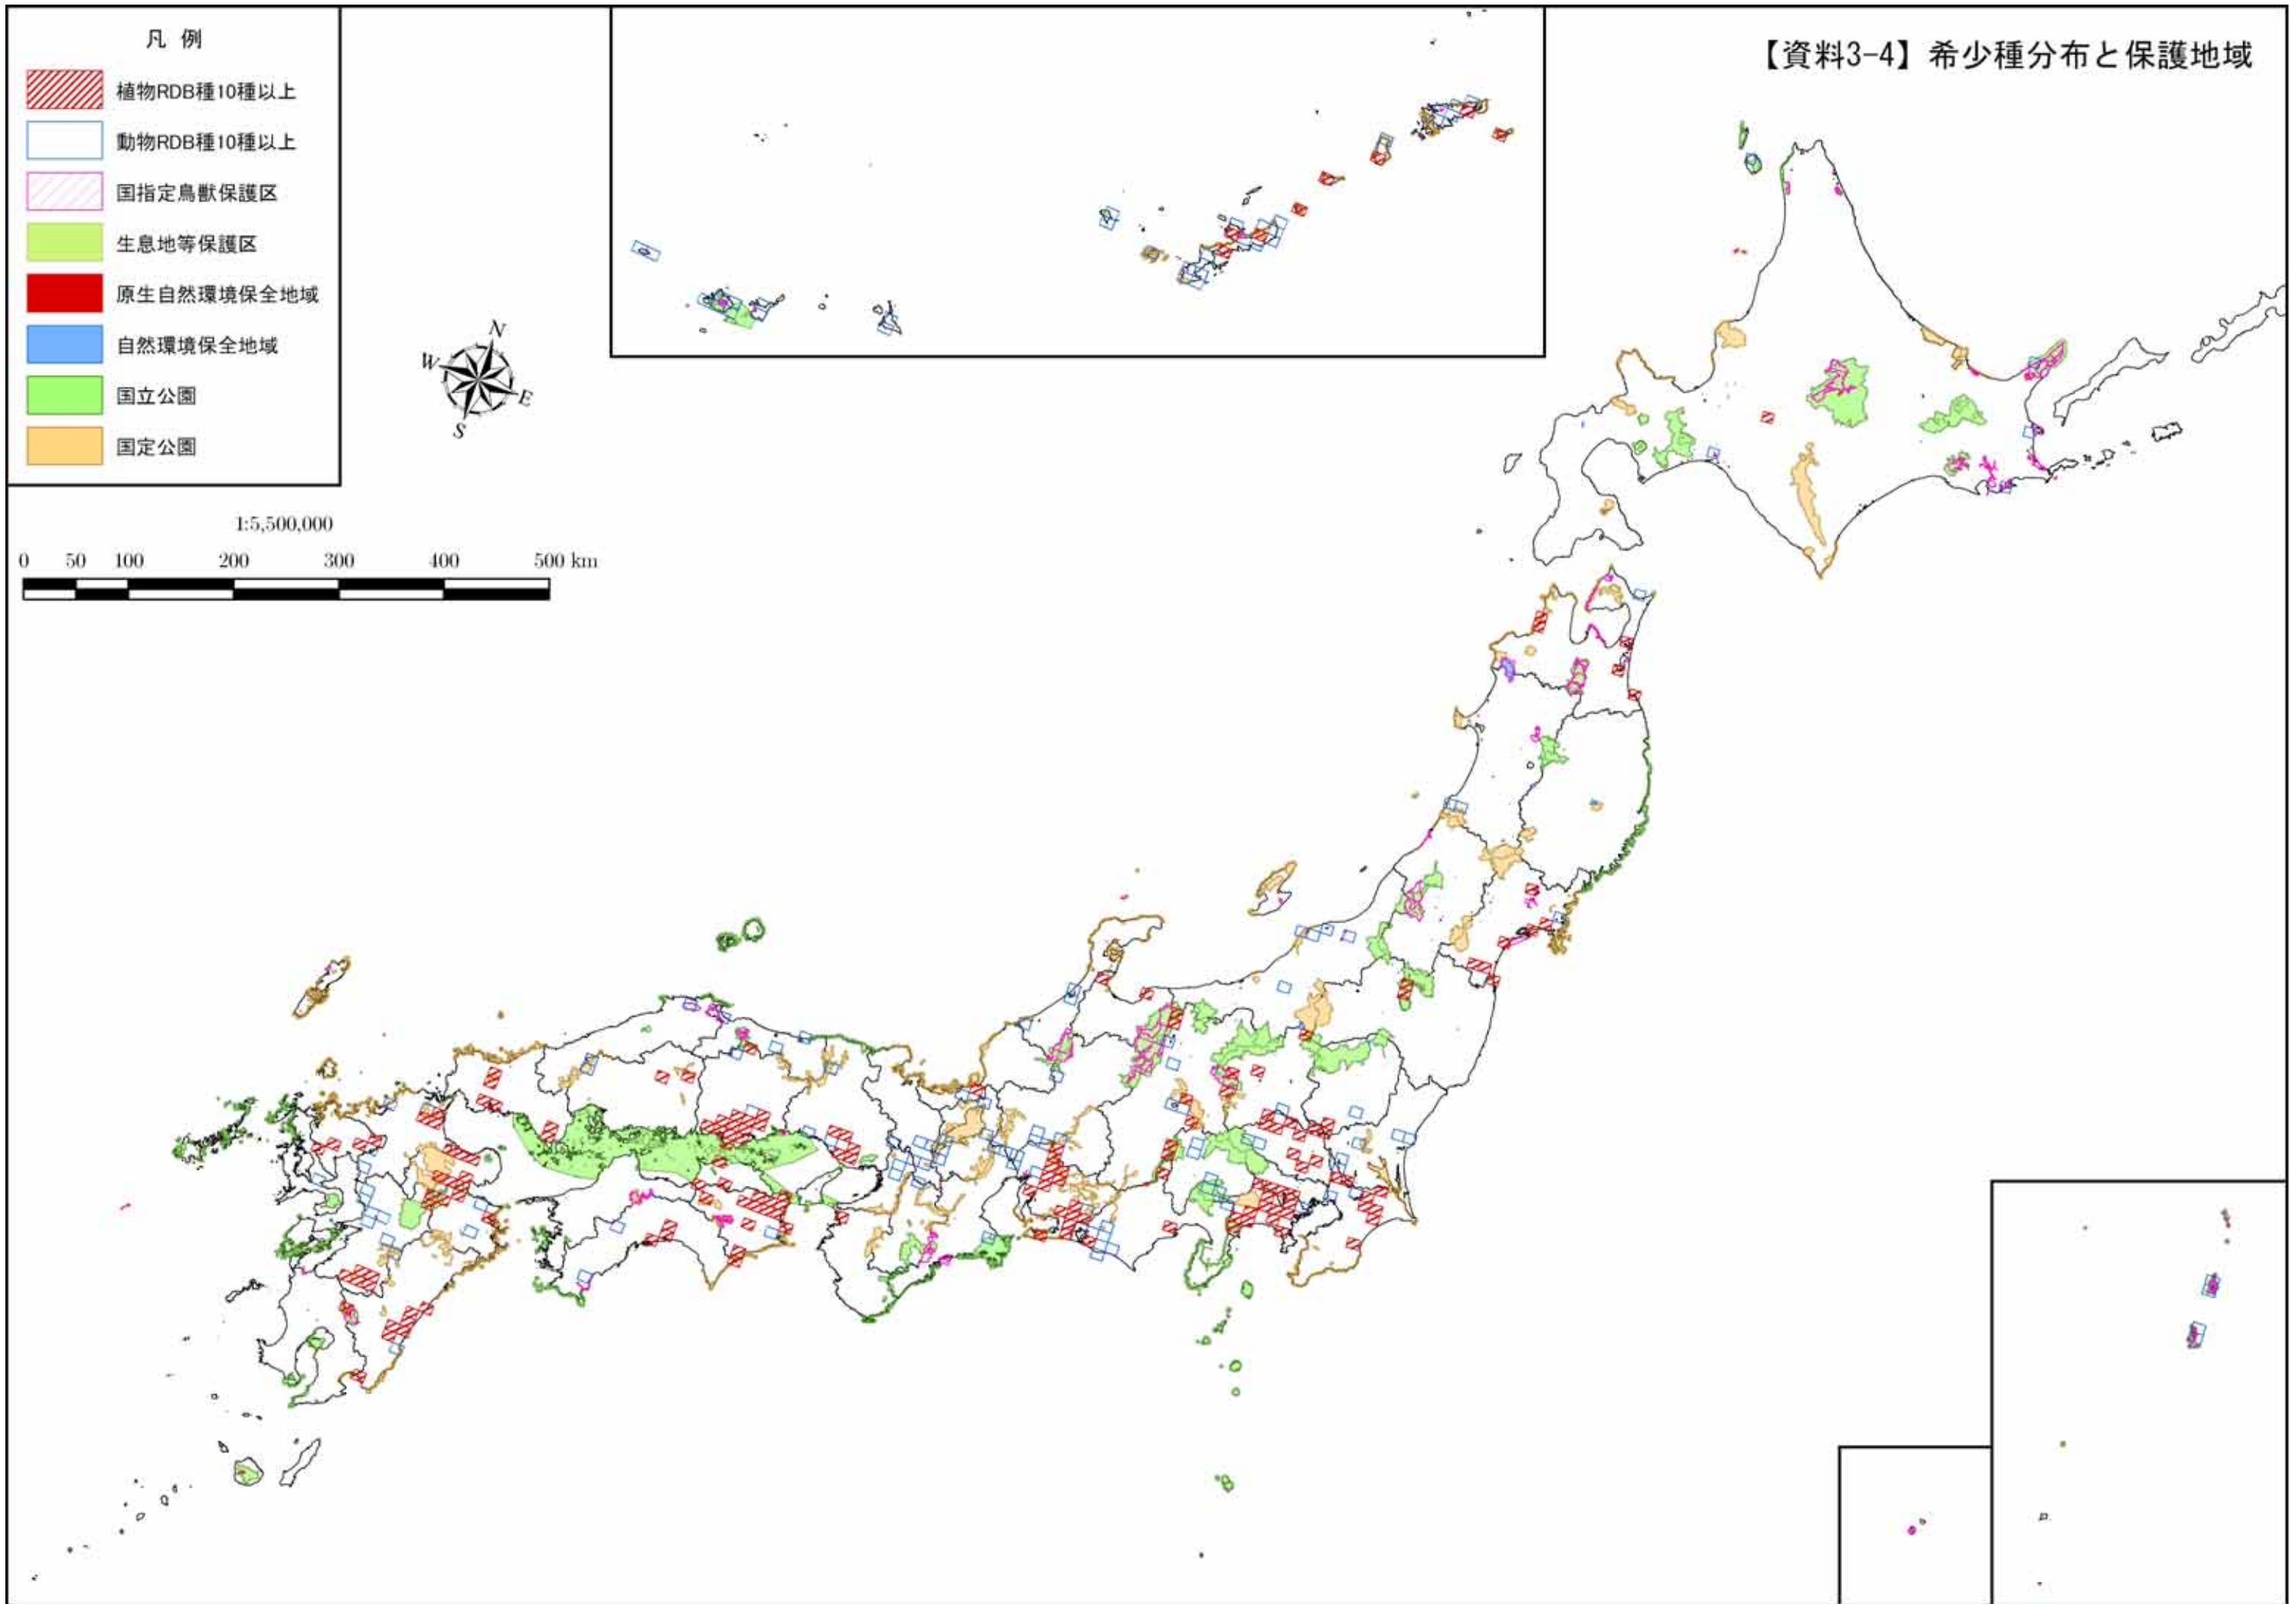 【資料3-4】希少種分布と保護地域
凡 例
植物RDB種10種以上
動物RDB種10種以上
国指定鳥獣保護区
生息地等保護区
原生自然環境保全地域
自然環境保全地域
国立公園
国定公園
N
W
E
S
1:5,500,000
0 50 100 200 300 400 500 km